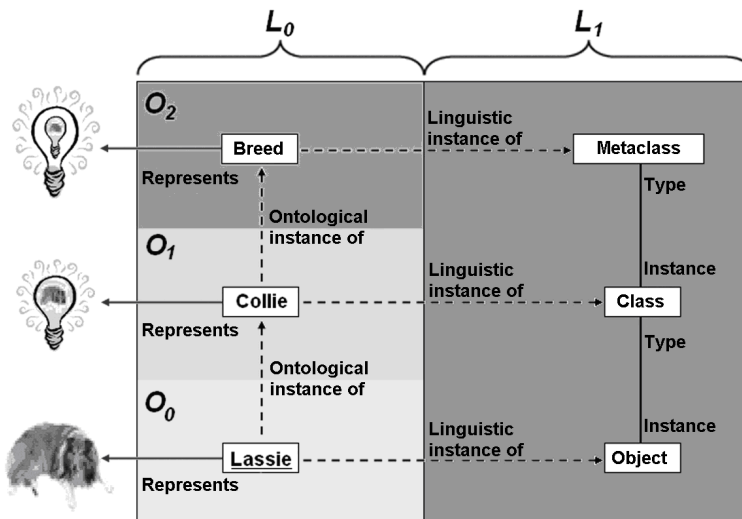 L0 L1
O2
Linguistic
instance of
Breed
Metaclass
Represents
Type
Ontological
instance of
O1
Linguistic
instance of
Instance
Collie
Class
Represents
Type
Ontological
instance of
O0
Linguistic
instance of
Instance
Lassie
Object
Represents